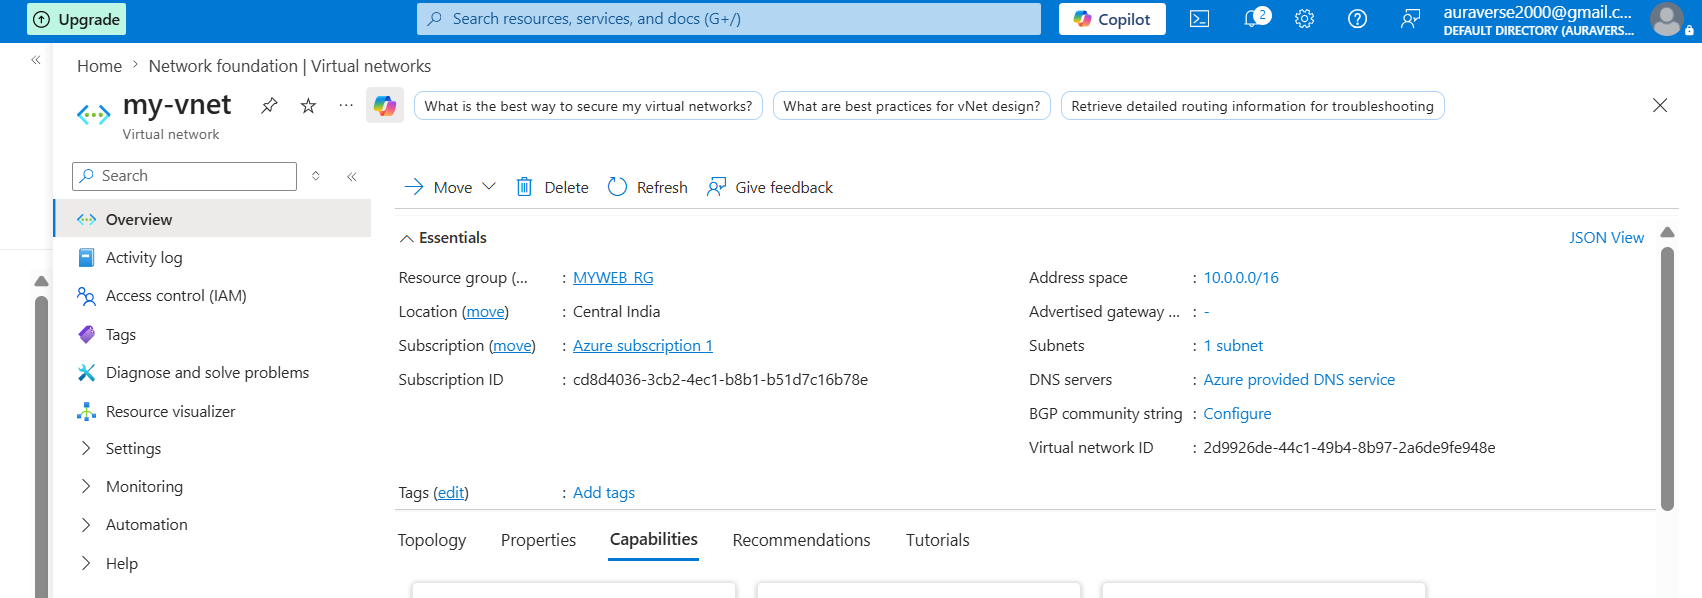 Upgrade
Search resources, services, and docs (G+/)
Copilot
2
auraverse2000@gmail.c...
DEFAULT DIRECTORY (AURAVERS...
Home > Network foundation | Virtual networks
my-vnet
Virtual network
What is the best way to secure my virtual networks?
What are best practices for vNet design?
Retrieve detailed routing information for troubleshooting
Search
Overview
Activity log
Access control (IAM)
Tags
Diagnose and solve problems
Resource visualizer
Settings
Monitoring
Automation
Help
Move
Delete
Refresh
Give feedback
Essentials
JSON View
Resource group (... : MYWEB_RG
Location (move) : Central India
Subscription (move) : Azure subscription 1
Subscription ID : cd8d4036-3cb2-4ec1-b8b1-b51d7c16b78e
Address space : 10.0.0.0/16
Advertised gateway ... : -
Subnets : 1 subnet
DNS servers : Azure provided DNS service
BGP community string : Configure
Virtual network ID : 2d9926de-44c1-49b4-8b97-2a6de9fe948e
Tags (edit) : Add tags
Topology
Properties
Capabilities
Recommendations
Tutorials